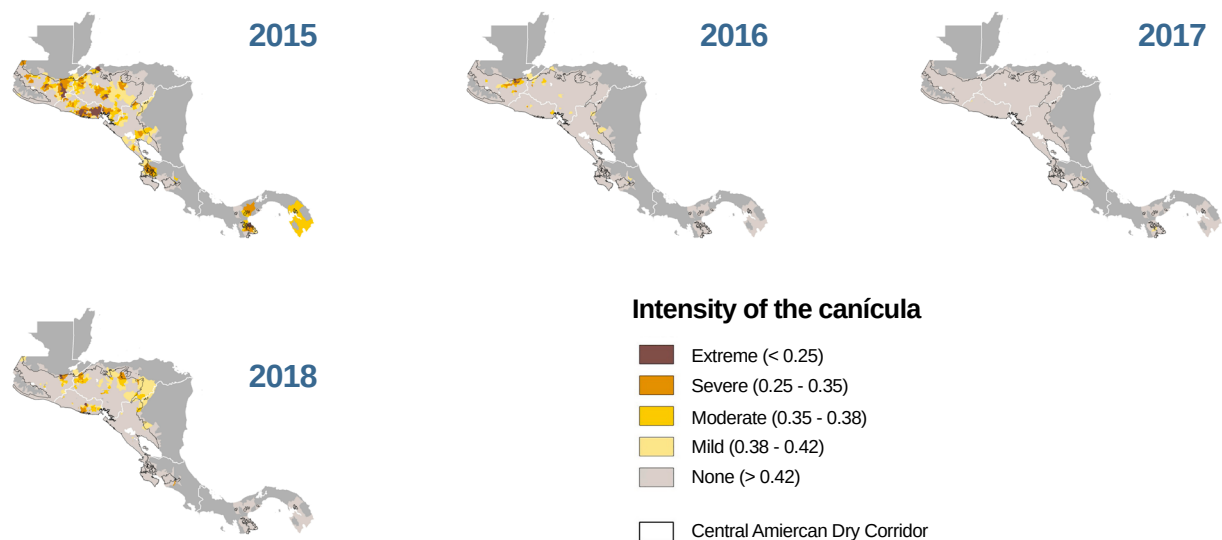 2015
2016
2017
2018
Intensity of the canícula
Extreme (< 0.25)
Severe (0.25 - 0.35)
Moderate (0.35 - 0.38)
Mild (0.38 - 0.42)
None (> 0.42)
Central Amiercan Dry Corridor